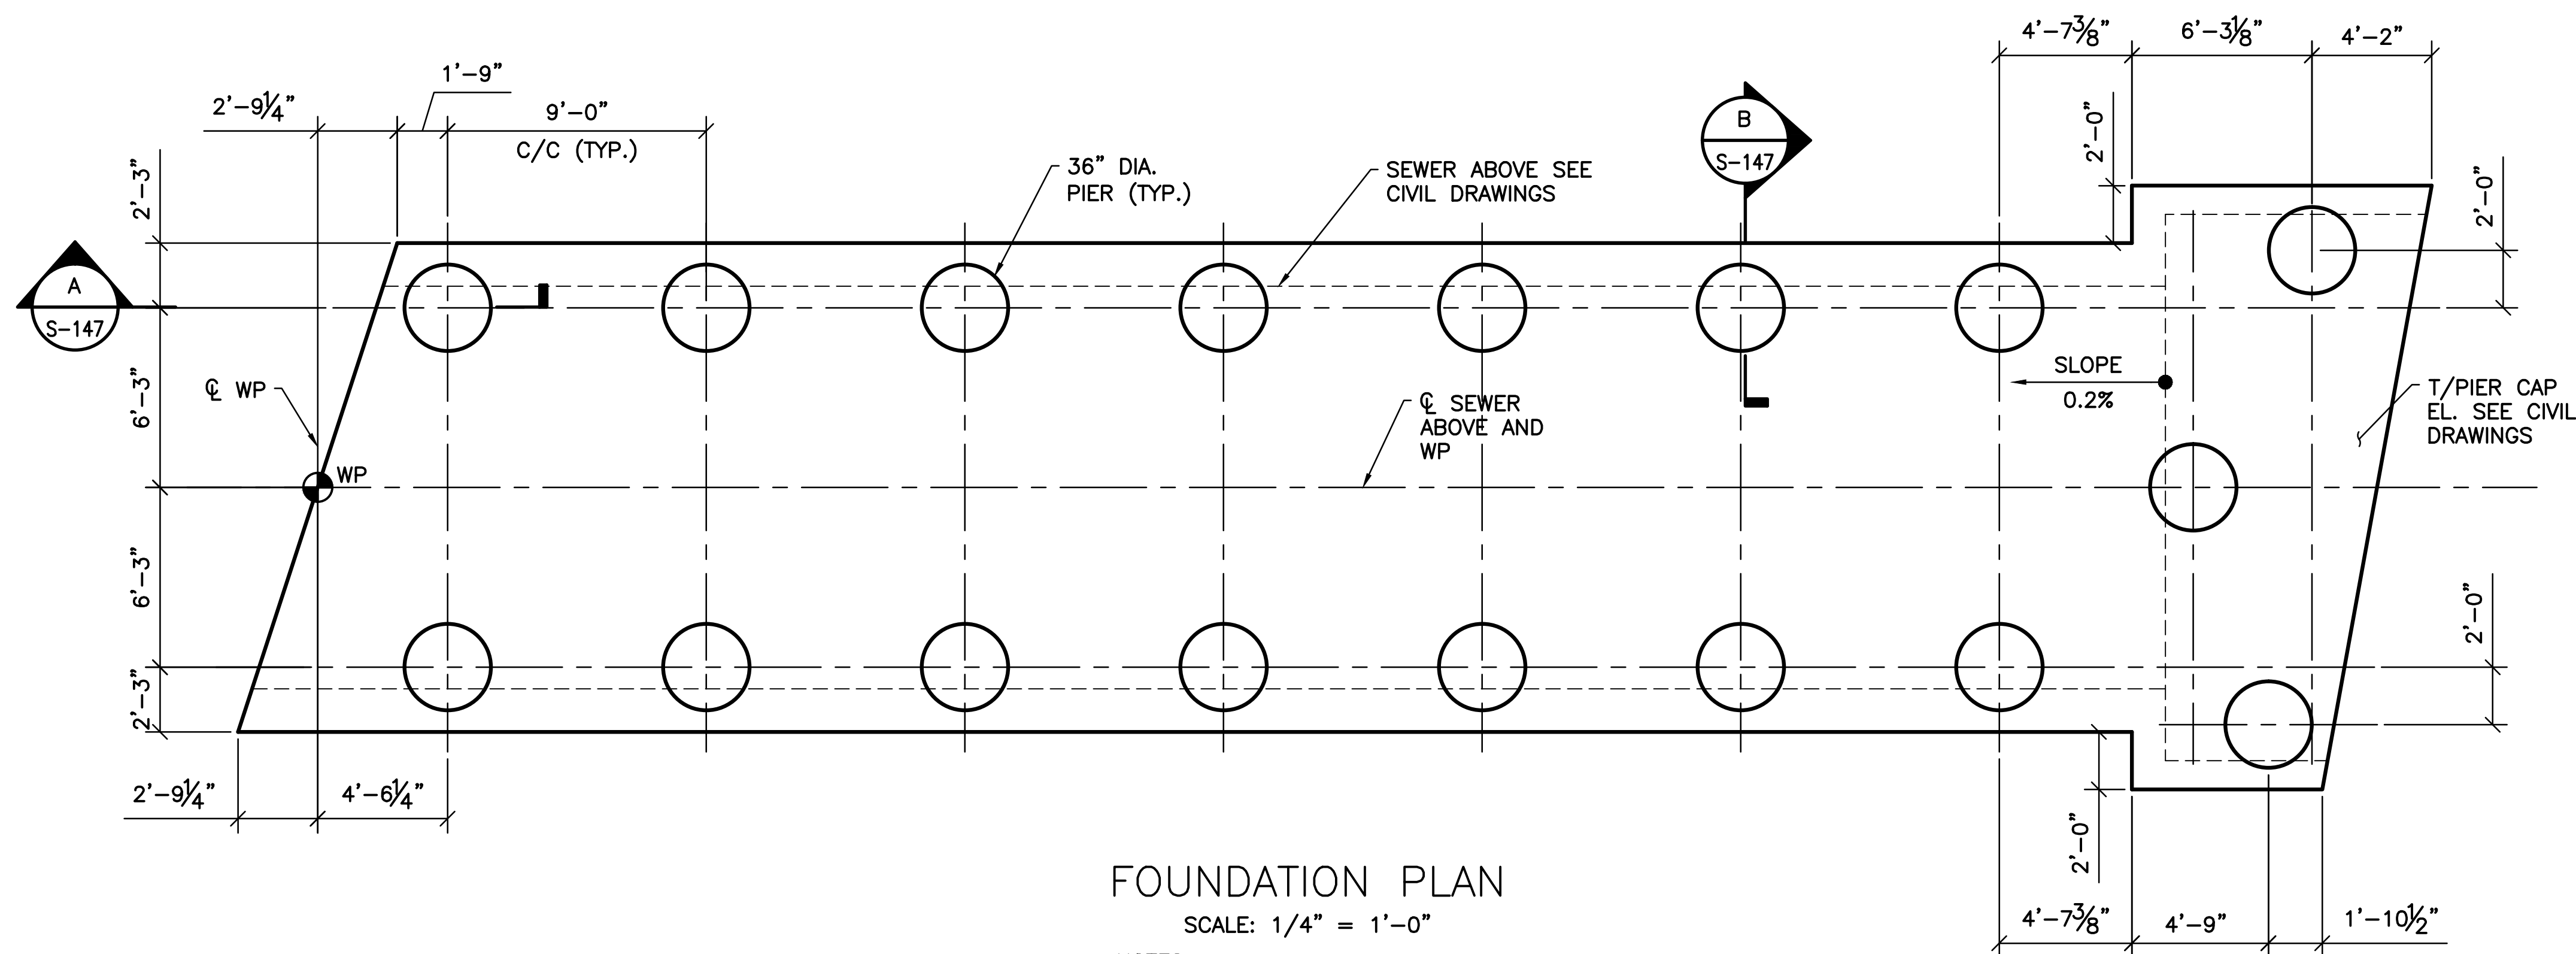 4'-7⅜" 6'-3⅛" 4'-2"
1'-9"
2'-9¼" 9'-0"
C/C (TYP.)
2'-3"
36" DIA.
PIER (TYP.)
SEWER ABOVE SEE
CIVIL DRAWINGS
B
S-147
2'-0"
2'-0"
A
S-147
6'-3"
℄ WP
WP
℄ SEWER
ABOVE AND
WP
SLOPE
0.2%
T/PIER CAP
EL. SEE CIVIL
DRAWINGS
6'-3"
2'-0"
2'-3"
2'-9¼" 4'-6¼"
2'-0"
FOUNDATION PLAN
SCALE: 1/4" = 1'-0"
4'-7⅜" 4'-9" 1'-10½"